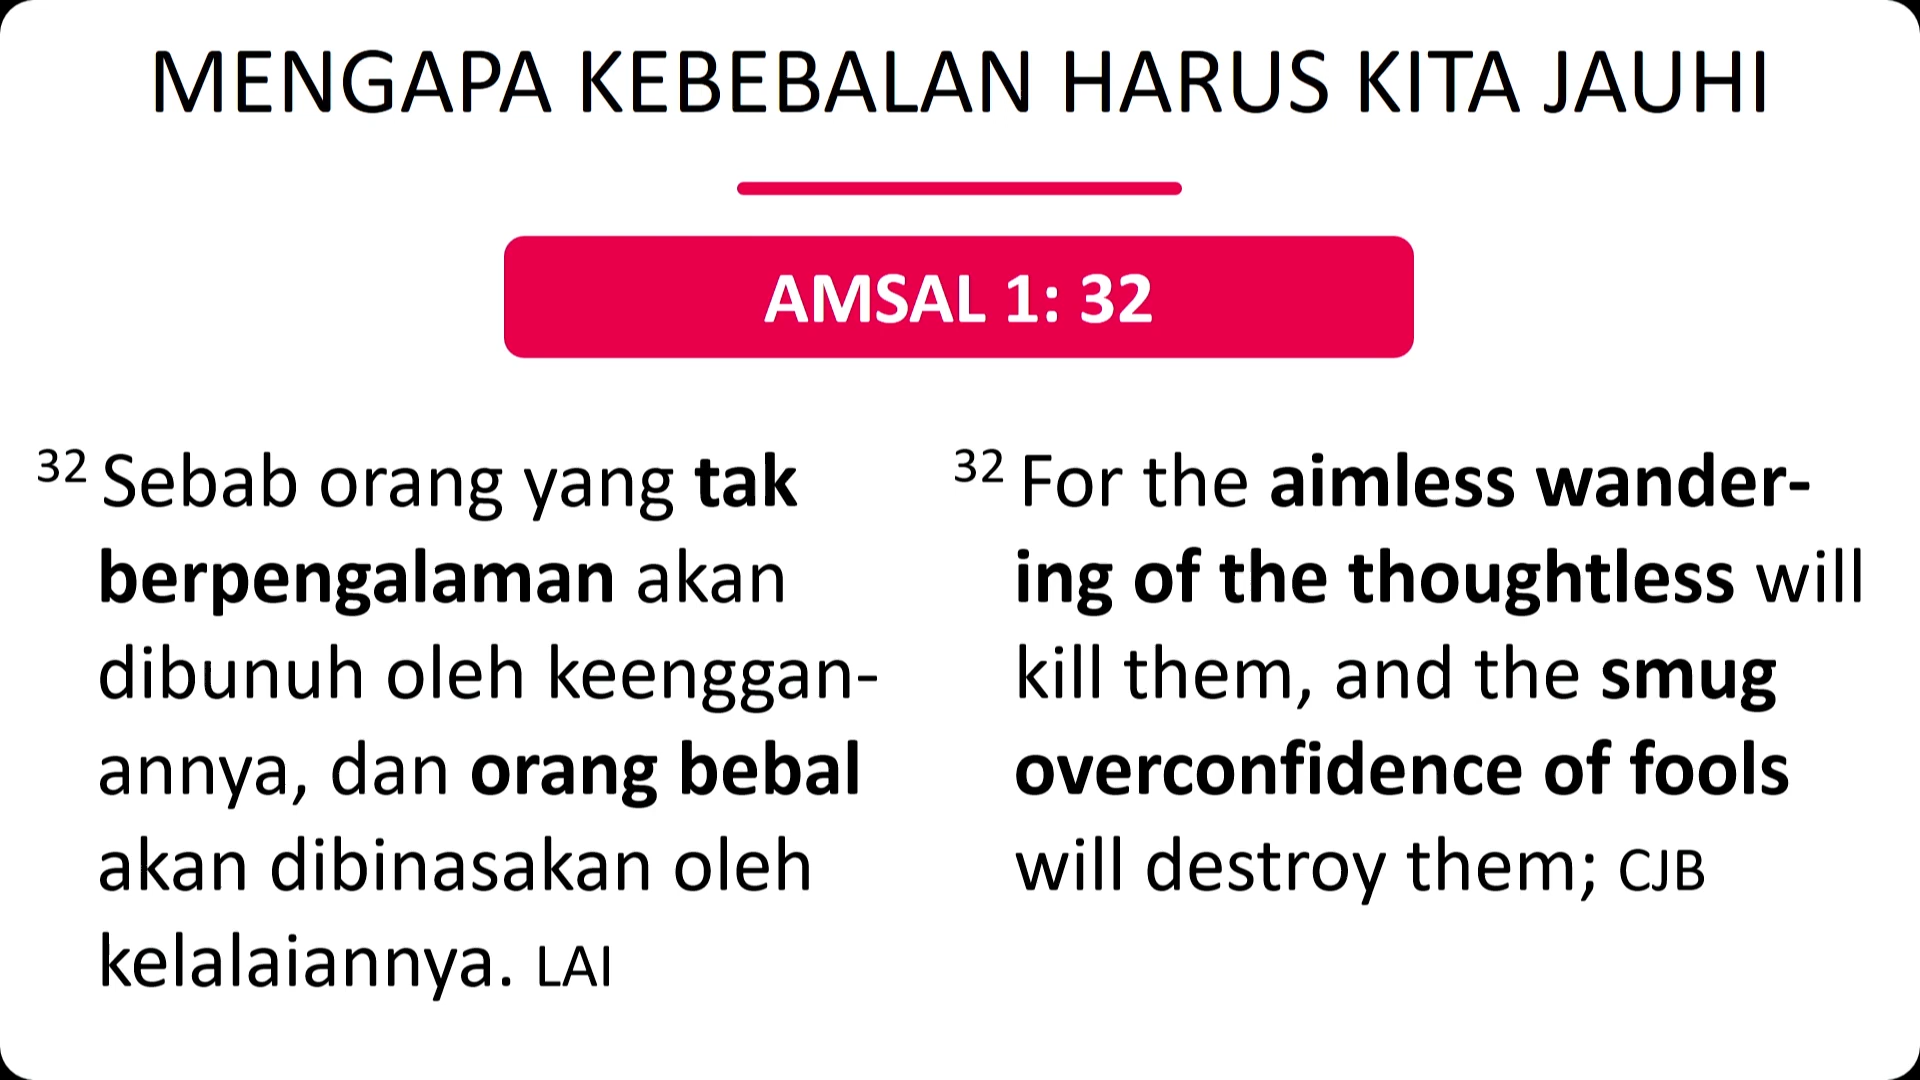 MENGAPA KEBEBALAN HARUS KITA JAUHI
AMSAL 1: 32
32 Sebab orang yang tak
berpengalaman akan
dibunuh oleh keenggan-
annya, dan orang bebal
akan dibinasakan oleh
kelalaiannya. LAI
32 For the aimless wander-
ing of the thoughtless will
kill them, and the smug
overconfidence of fools
will destroy them; CJB